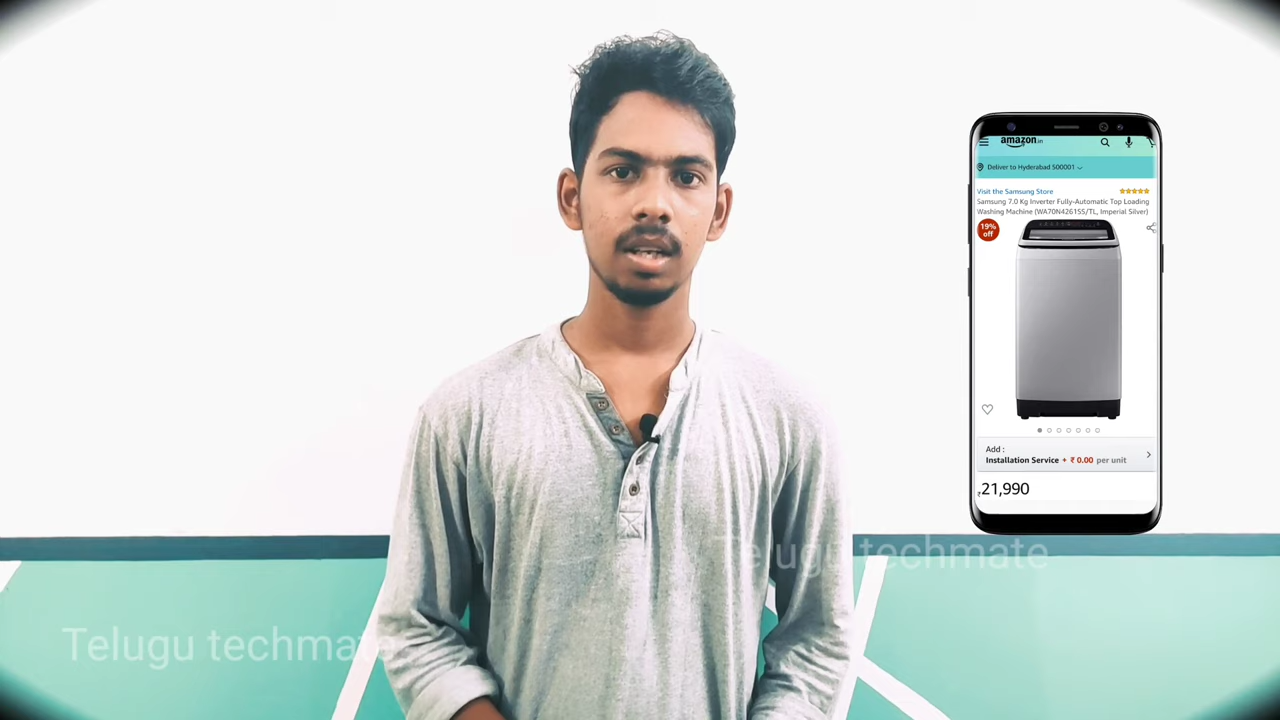 amazon.in
Deliver to Hyderabad 500001
Visit the Samsung Store
Samsung 7.0 Kg Inverter Fully-Automatic Top Loading
Washing Machine (WA70N4261SS/TL, Imperial Silver)
19%
off
Add :
Installation Service + ₹ 0.00 per unit
₹21,990
Telugu techmate
Telugu techmate